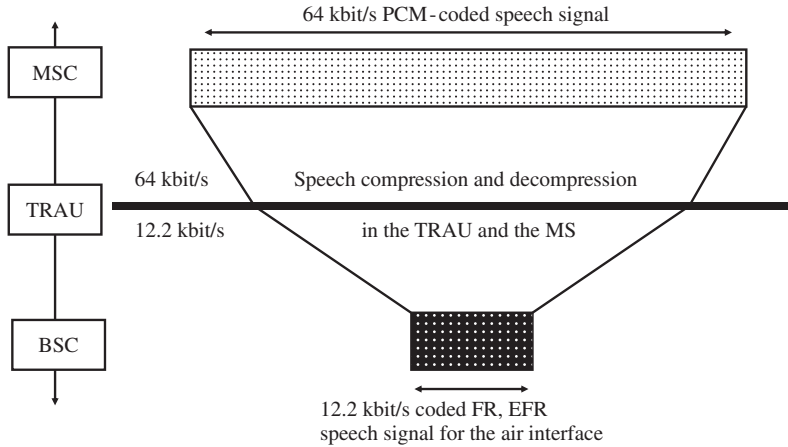 64 kbit/s PCM-coded speech signal
MSC
64 kbit/s
Speech compression and decompression
TRAU
12.2 kbit/s
in the TRAU and the MS
BSC
12.2 kbit/s coded FR, EFR
speech signal for the air interface